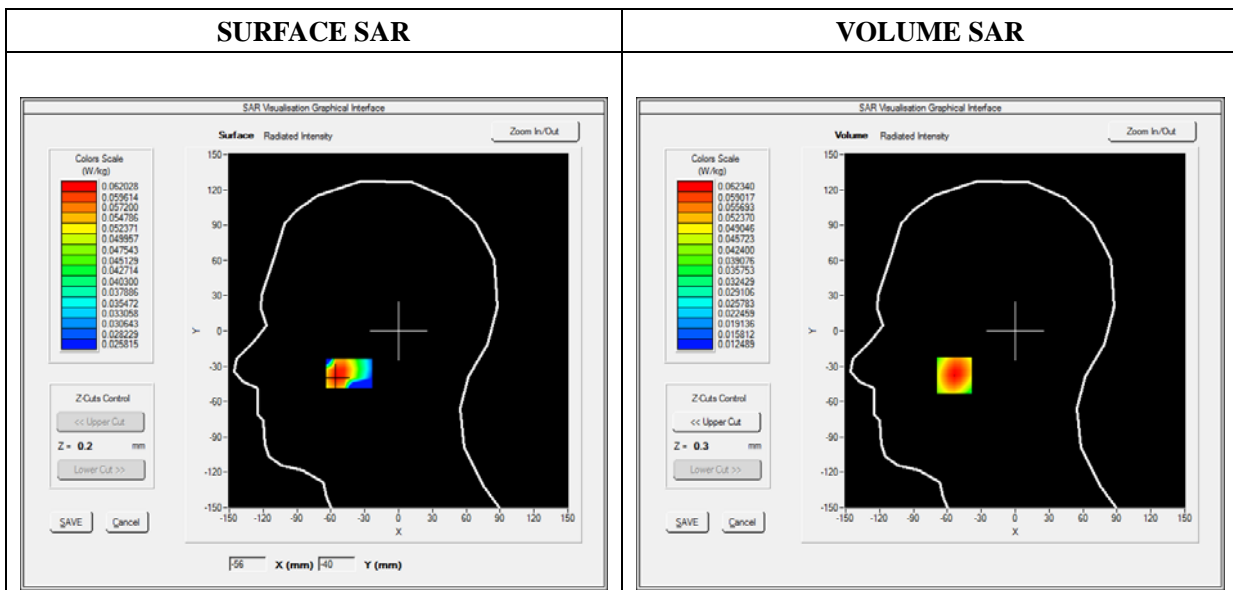 SURFACE SAR
VOLUME SAR
SAR Visualisation Graphical Interface
Surface Radiated Intensity
Zoom In/Out
Colors Scale
(W/kg)
0.062028
0.059614
0.057200
0.054786
0.052371
0.049957
0.047543
0.045129
0.042714
0.040300
0.037886
0.035472
0.033058
0.030643
0.028229
0.025815
Z-Cuts Control
<< Upper Cut
Z = 0.2 mm
Lower Cut >>
SAVE Cancel
150
120
90
60
30
0
-30
-60
-90
-120
-150
Y
-150 -120 -90 -60 -30 0 30 60 90 120 150
X
-56 X (mm) -40 Y (mm)
SAR Visualisation Graphical Interface
Volume Radiated Intensity
Zoom In/Out
Colors Scale
(W/kg)
0.062340
0.059017
0.055693
0.052370
0.049046
0.045723
0.042400
0.039076
0.035753
0.032429
0.029106
0.025783
0.022459
0.019136
0.015812
0.012489
Z-Cuts Control
<< Upper Cut
Z = 0.3 mm
Lower Cut >>
SAVE Cancel
150
120
90
60
30
0
-30
-60
-90
-120
-150
Y
-150 -120 -90 -60 -30 0 30 60 90 120 150
X